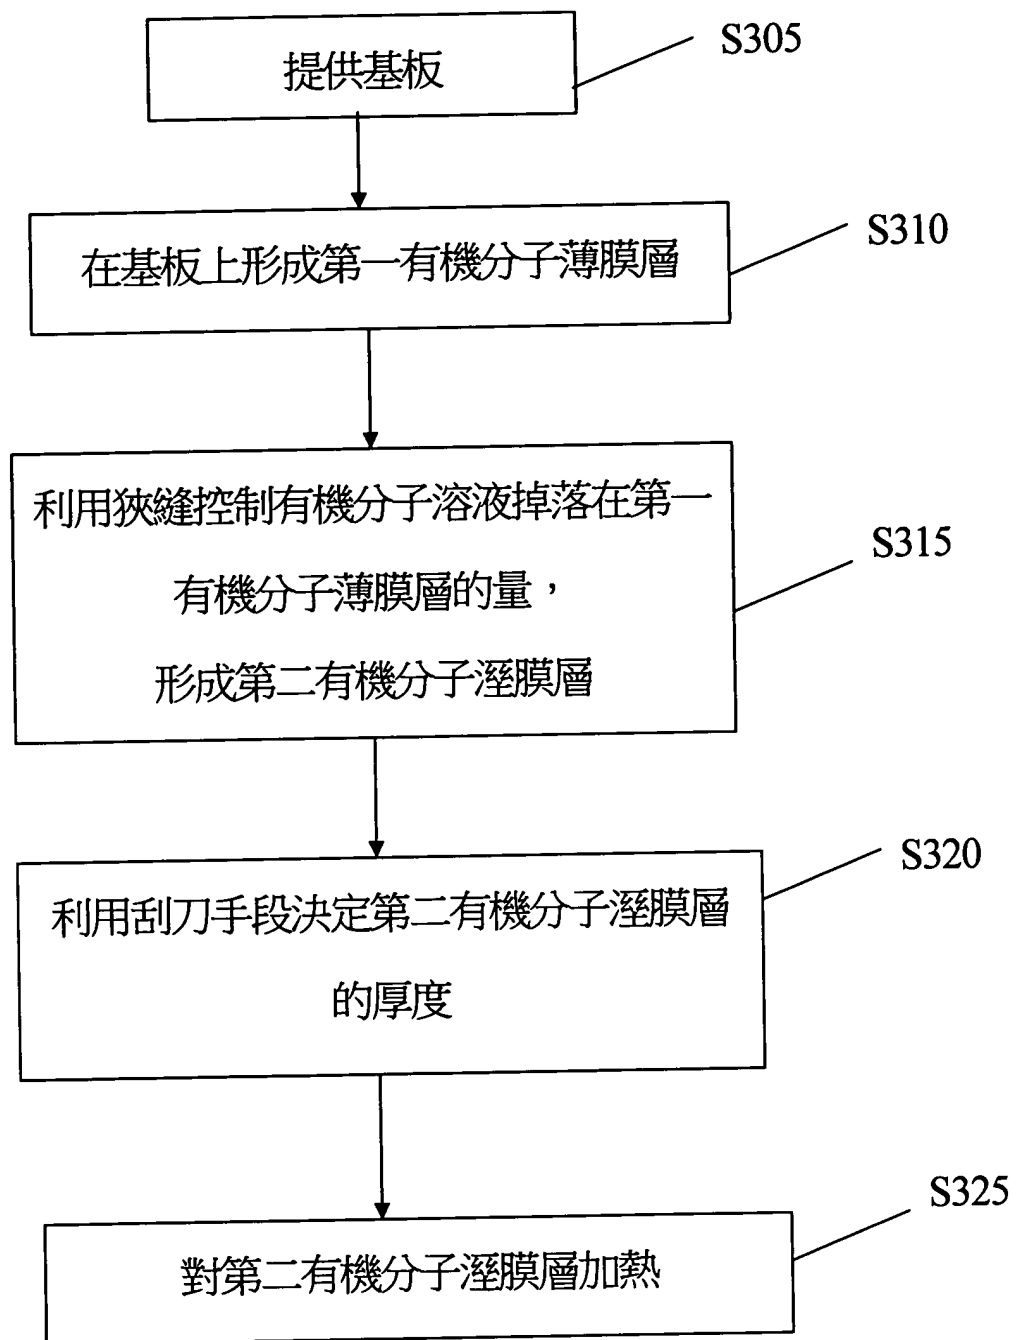 提供基板
S305
在基板上形成第一有機分子薄膜層
S310
利用狹縫控制有機分子溶液掉落在第一
有機分子薄膜層的量，
形成第二有機分子溼膜層
S315
利用刮刀手段決定第二有機分子溼膜層
的厚度
S320
對第二有機分子溼膜層加熱
S325